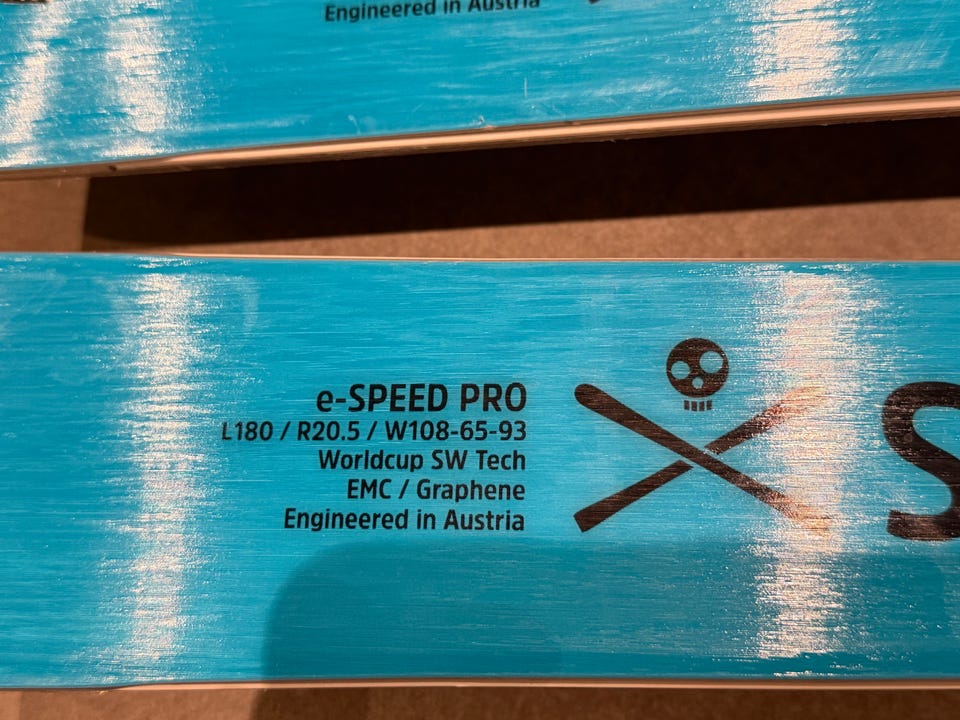 Engineered in Austria
e-SPEED PRO
L180 / R20.5 / W108-65-93
Worldcup SW Tech
EMC / Graphene
Engineered in Austria
S